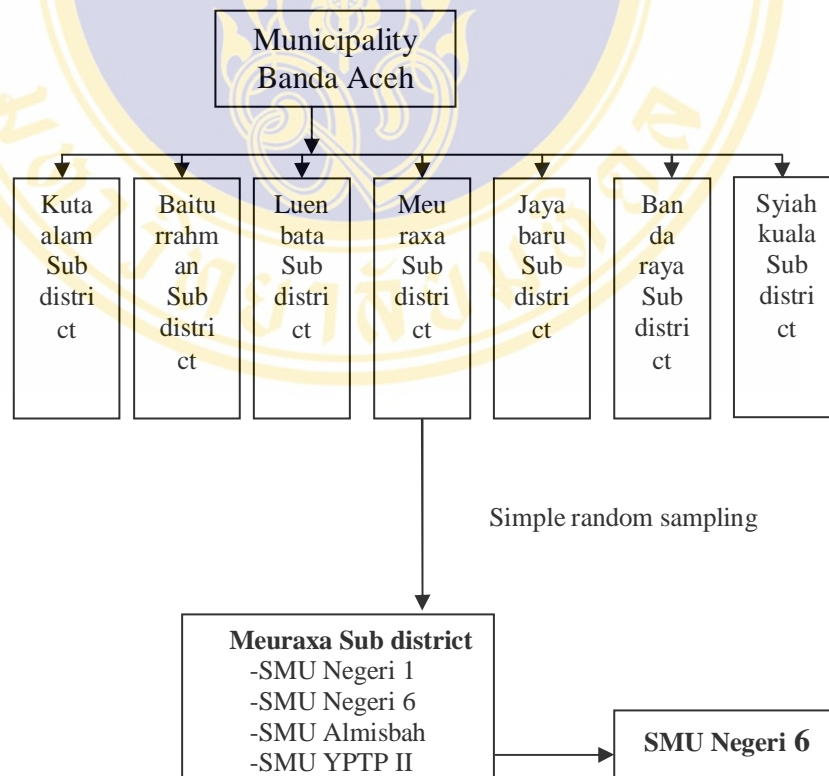 Municipality
Banda Aceh
Kuta
alam
Sub
distri
ct
Baitu
rrahm
an
Sub
distri
ct
Luen
bata
Sub
distri
ct
Meu
raxa
Sub
distri
ct
Jaya
baru
Sub
distri
ct
Ban
da
raya
Sub
distri
ct
Syiah
kuala
Sub
distri
ct
Simple random sampling
Meuraxa Sub district
-SMU Negeri 1
-SMU Negeri 6
-SMU Almisbah
-SMU YPTP II
SMU Negeri 6